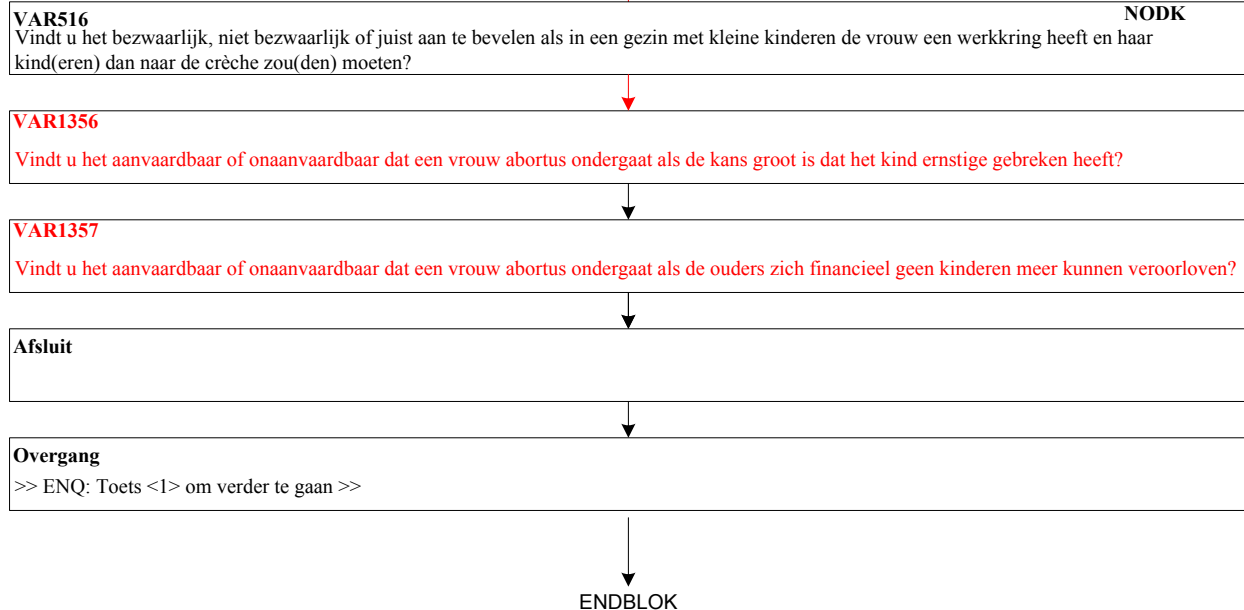 VAR516
NODK
Vindt u het bezwaarlijk, niet bezwaarlijk of juist aan te bevelen als in een gezin met kleine kinderen de vrouw een werkkring heeft en haar
kind(eren) dan naar de crèche zou(den) moeten?
VAR1356
Vindt u het aanvaardbaar of onaanvaardbaar dat een vrouw abortus ondergaat als de kans groot is dat het kind ernstige gebreken heeft?
VAR1357
Vindt u het aanvaardbaar of onaanvaardbaar dat een vrouw abortus ondergaat als de ouders zich financieel geen kinderen meer kunnen veroorloven?
Afsluit
Overgang
>> ENQ: Toets <1> om verder te gaan >>
ENDBLOK